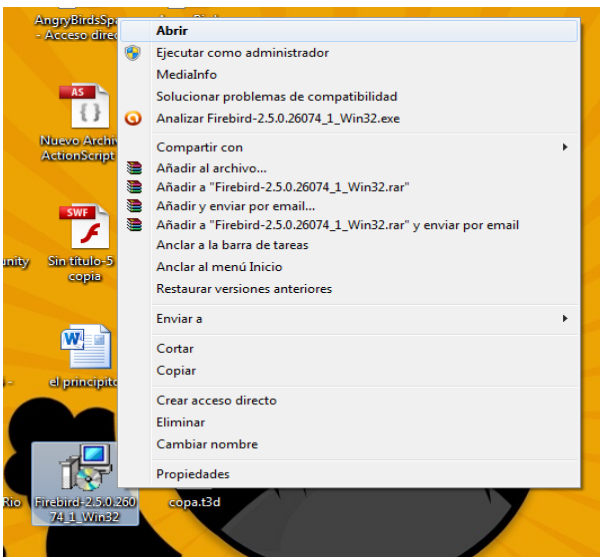 AngryBirdsSpa
- Acceso direc
Abrir
Ejecutar como administrador
MediaInfo
Solucionar problemas de compatibilidad
Analizar Firebird-2.5.0.26074_1_Win32.exe
Compartir con
Añadir al archivo...
Añadir a "Firebird-2.5.0.26074_1_Win32.rar"
Añadir y enviar por email...
Añadir a "Firebird-2.5.0.26074_1_Win32.rar" y enviar por email
Anclar a la barra de tareas
Anclar al menú Inicio
Restaurar versiones anteriores
Enviar a
Cortar
Copiar
Crear acceso directo
Eliminar
Cambiar nombre
Propiedades
AS
Nuevo Archi
ActionScript
SWF
unity
Sin título-5
copia
W
el principito
Rio
Firebird-2.5.0.260
74_1_Win32
copa.t3d